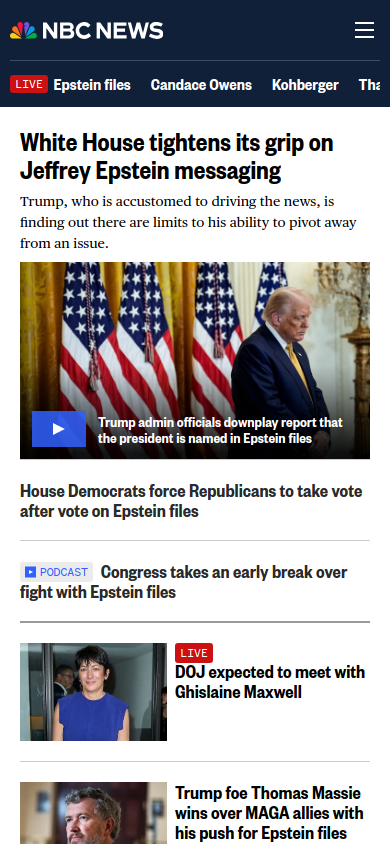 NBC NEWS
LIVE Epstein files Candace Owens Kohberger
White House tightens its grip on
Jeffrey Epstein messaging
Trump, who is accustomed to driving the news, is
finding out there are limits to his ability to pivot away
from an issue.
Trump admin officials downplay report that
the president is named in Epstein files
House Democrats force Republicans to take vote
after vote on Epstein files
PODCAST Congress takes an early break over
fight with Epstein files
LIVE
DOJ expected to meet with
Ghislaine Maxwell
Trump foe Thomas Massie
wins over MAGA allies with
his push for Epstein files